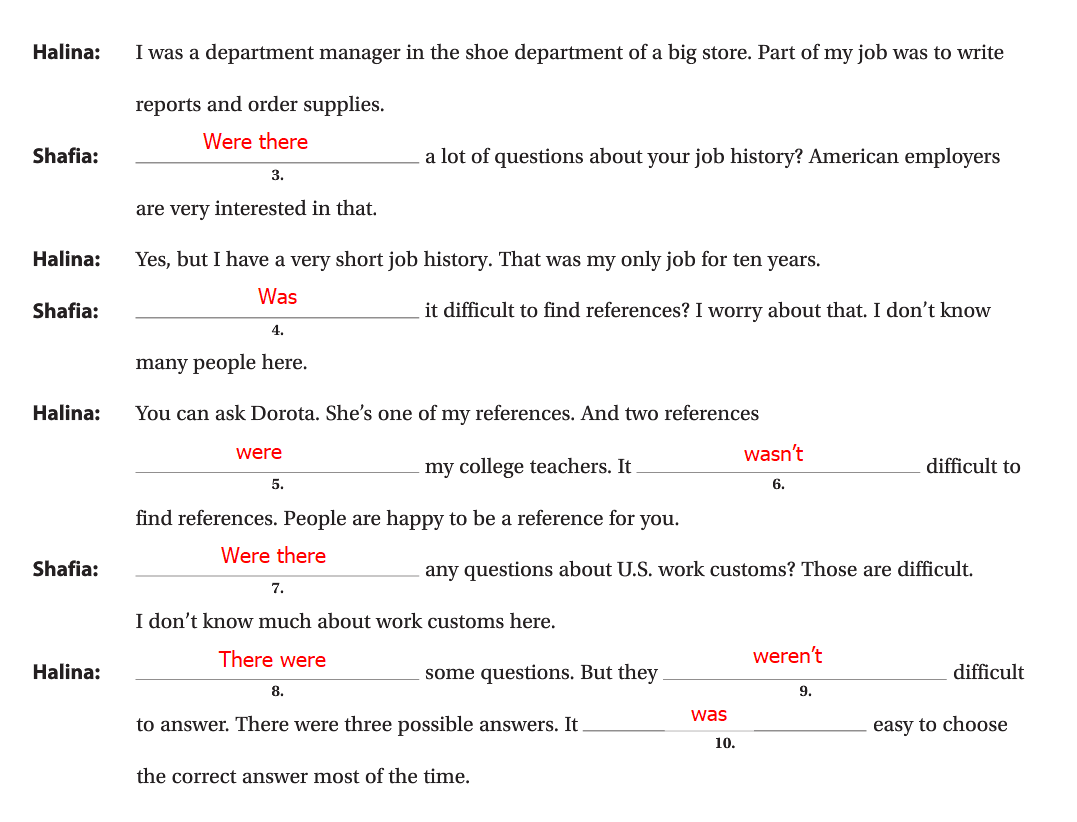 Halina: I was a department manager in the shoe department of a big store. Part of my job was to write
reports and order supplies.
Shafia: Were there a lot of questions about your job history? American employers
3.
are very interested in that.
Halina: Yes, but I have a very short job history. That was my only job for ten years.
Shafia: Was it difficult to find references? I worry about that. I don’t know
4.
many people here.
Halina: You can ask Dorota. She’s one of my references. And two references
were my college teachers. It wasn’t difficult to
5. 6.
find references. People are happy to be a reference for you.
Shafia: Were there any questions about U.S. work customs? Those are difficult.
7.
I don’t know much about work customs here.
Halina: There were some questions. But they weren’t difficult
8. 9.
to answer. There were three possible answers. It was easy to choose
10.
the correct answer most of the time.